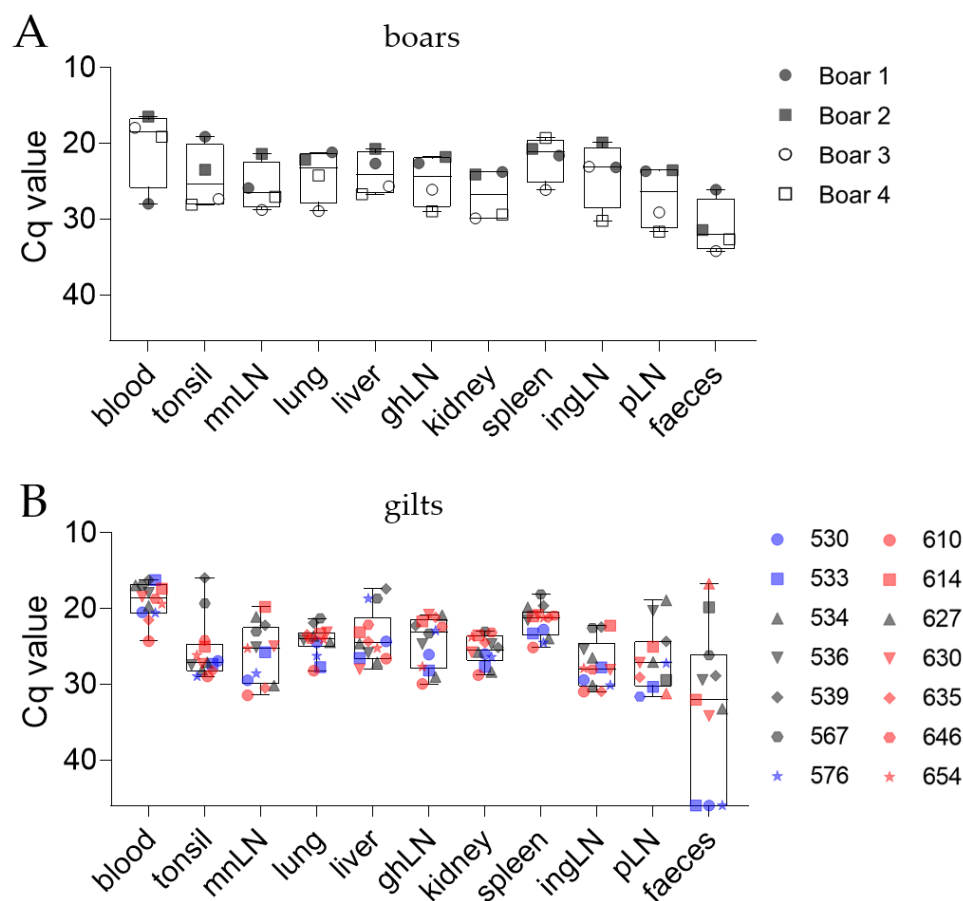 A
boars
10
20
30
40
Cq value
Boar 1
Boar 2
Boar 3
Boar 4
blood
tonsil
mnLN
lung
liver
ghLN
kidney
spleen
ingLN
pLN
faeces
B
gilts
10
20
30
40
Cq value
530 610
533 614
534 627
536 630
539 635
567 646
576 654
blood
tonsil
mnLN
lung
liver
ghLN
kidney
spleen
ingLN
pLN
faeces